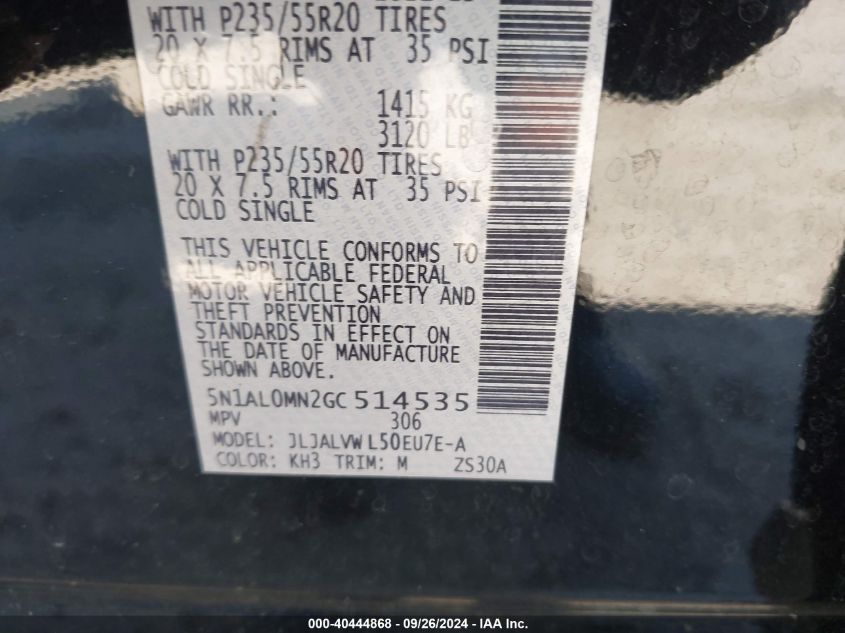 WITH P235/55R20 TIRES
20 X 7.5 RIMS AT 35 PSI
COLD SINGLE
GAWR RR.: 1415 KG
3120 LB
WITH P235/55R20 TIRES
20 X 7.5 RIMS AT 35 PSI
COLD SINGLE
THIS VEHICLE CONFORMS TO
ALL APPLICABLE FEDERAL
MOTOR VEHICLE SAFETY AND
THEFT PREVENTION
STANDARDS IN EFFECT ON
THE DATE OF MANUFACTURE
SHOWN ABOVE.
5N1AL0MN2GC514535
MPV 306
MODEL: JLJALVWL50EU7E-A
COLOR: KH3 TRIM: M ZS30A
000-40444868 - 09/26/2024 - IAA Inc.